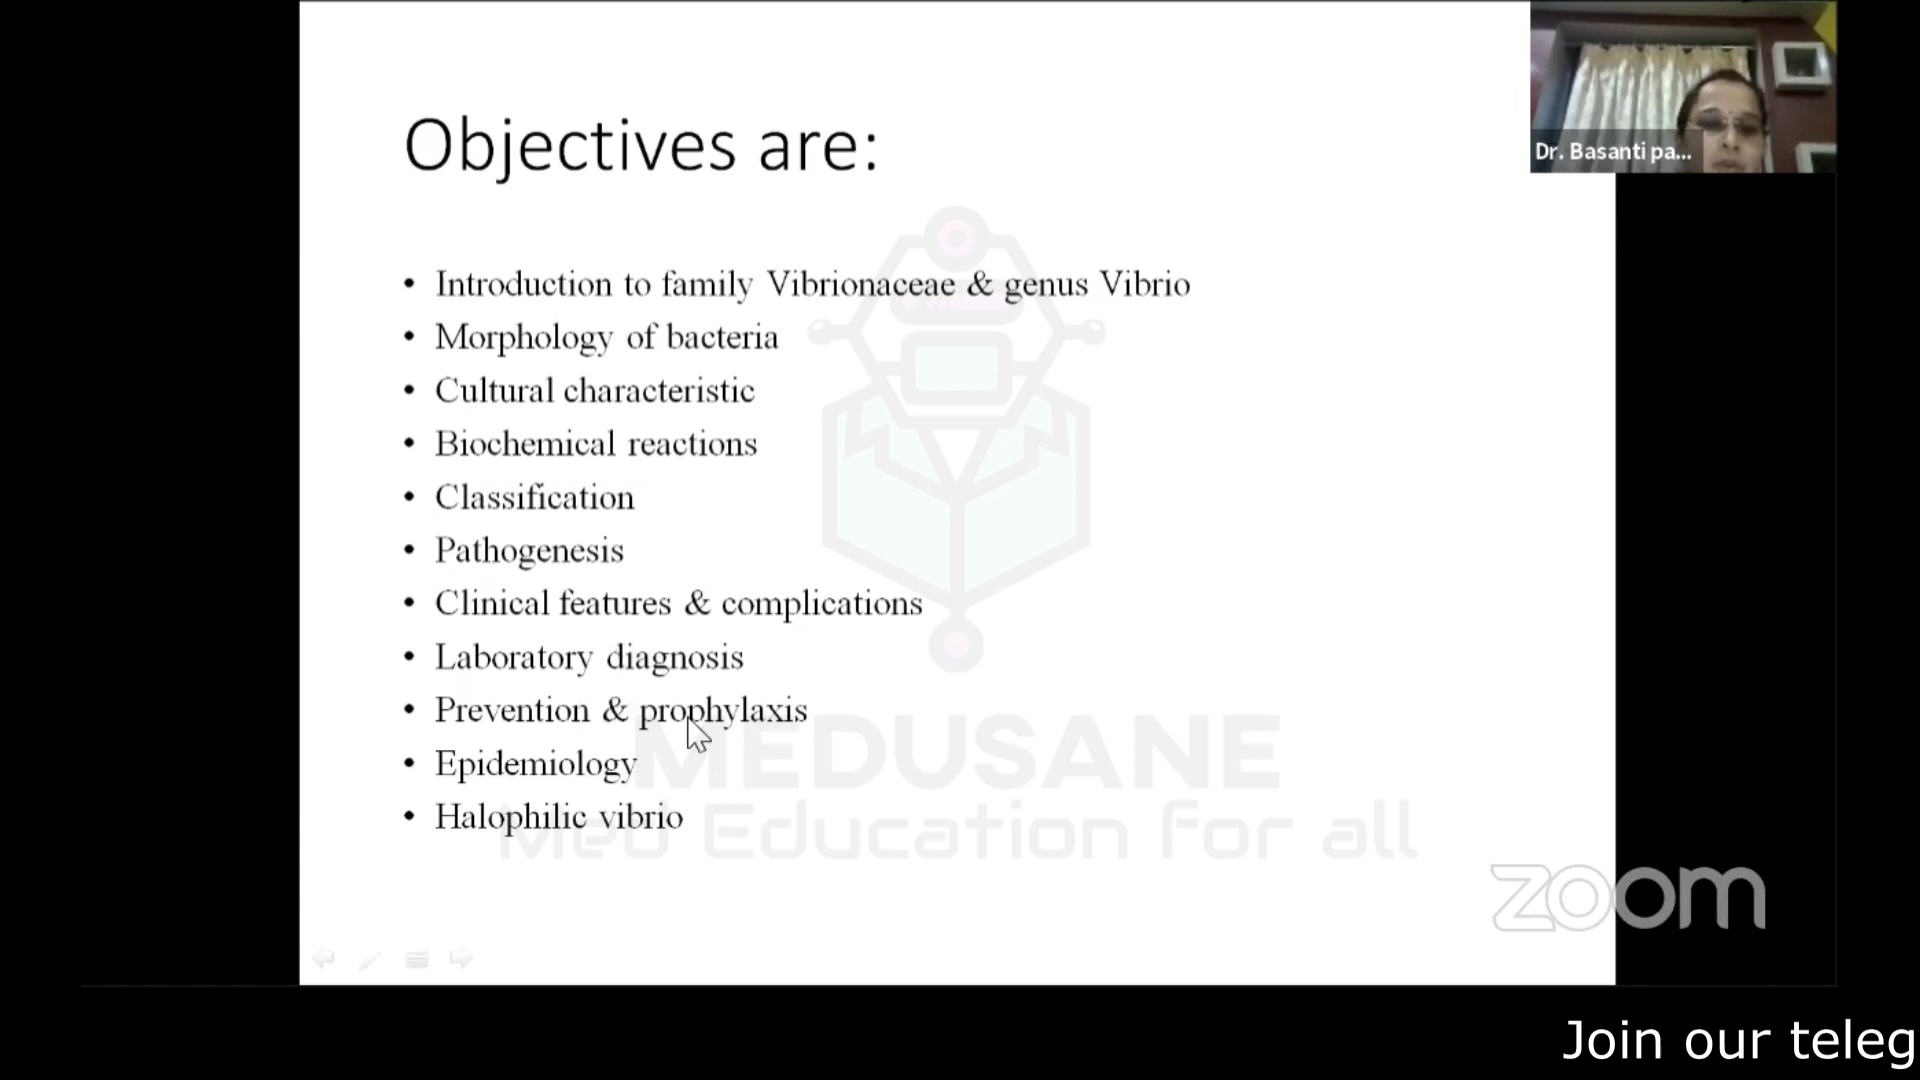 Objectives are:
Dr. Basanti pa...
• Introduction to family Vibrionaceae & genus Vibrio
• Morphology of bacteria
• Cultural characteristic
• Biochemical reactions
• Classification
• Pathogenesis
• Clinical features & complications
• Laboratory diagnosis
• Prevention & prophylaxis
• Epidemiology
• Halophilic vibrio
MEDUSANE
Med Education for all
zoom
Join our teleg